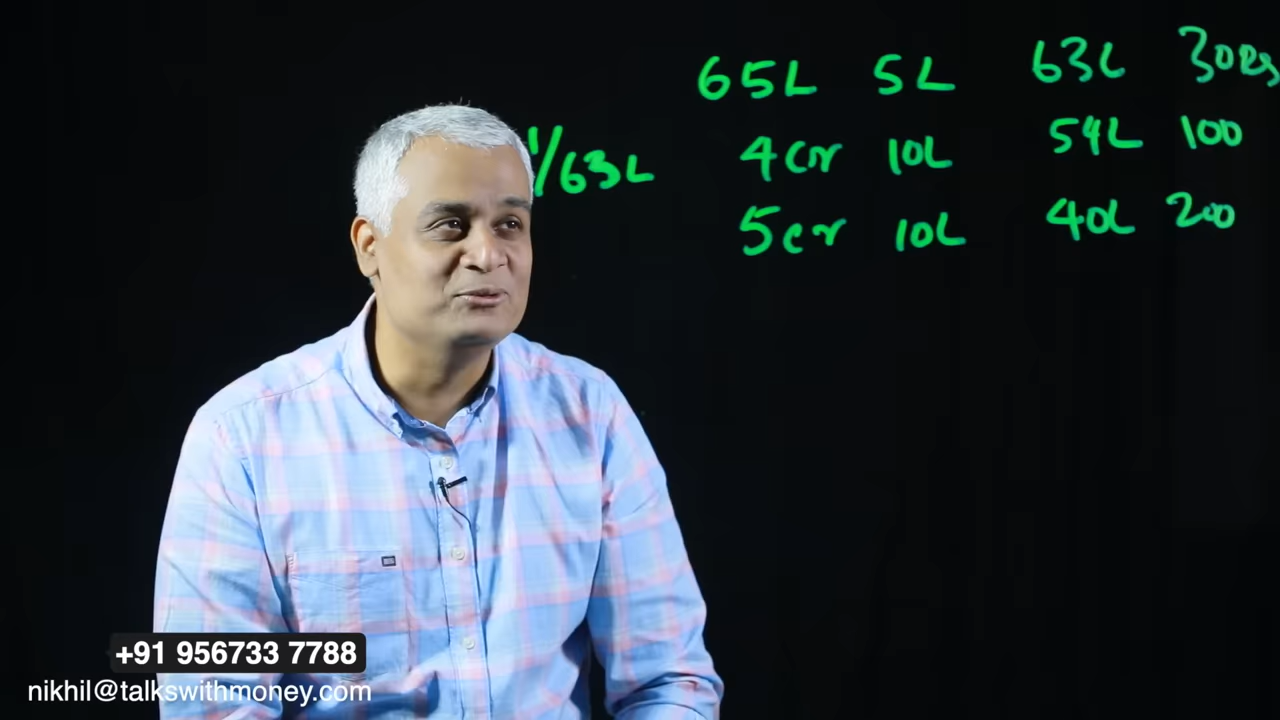 65L 5L 63L 30Rs
1/63L 4Cr 10L 54L 100
5cr 10L 40L 200
+91 956733 7788
nikhil@talkswithmoney.com